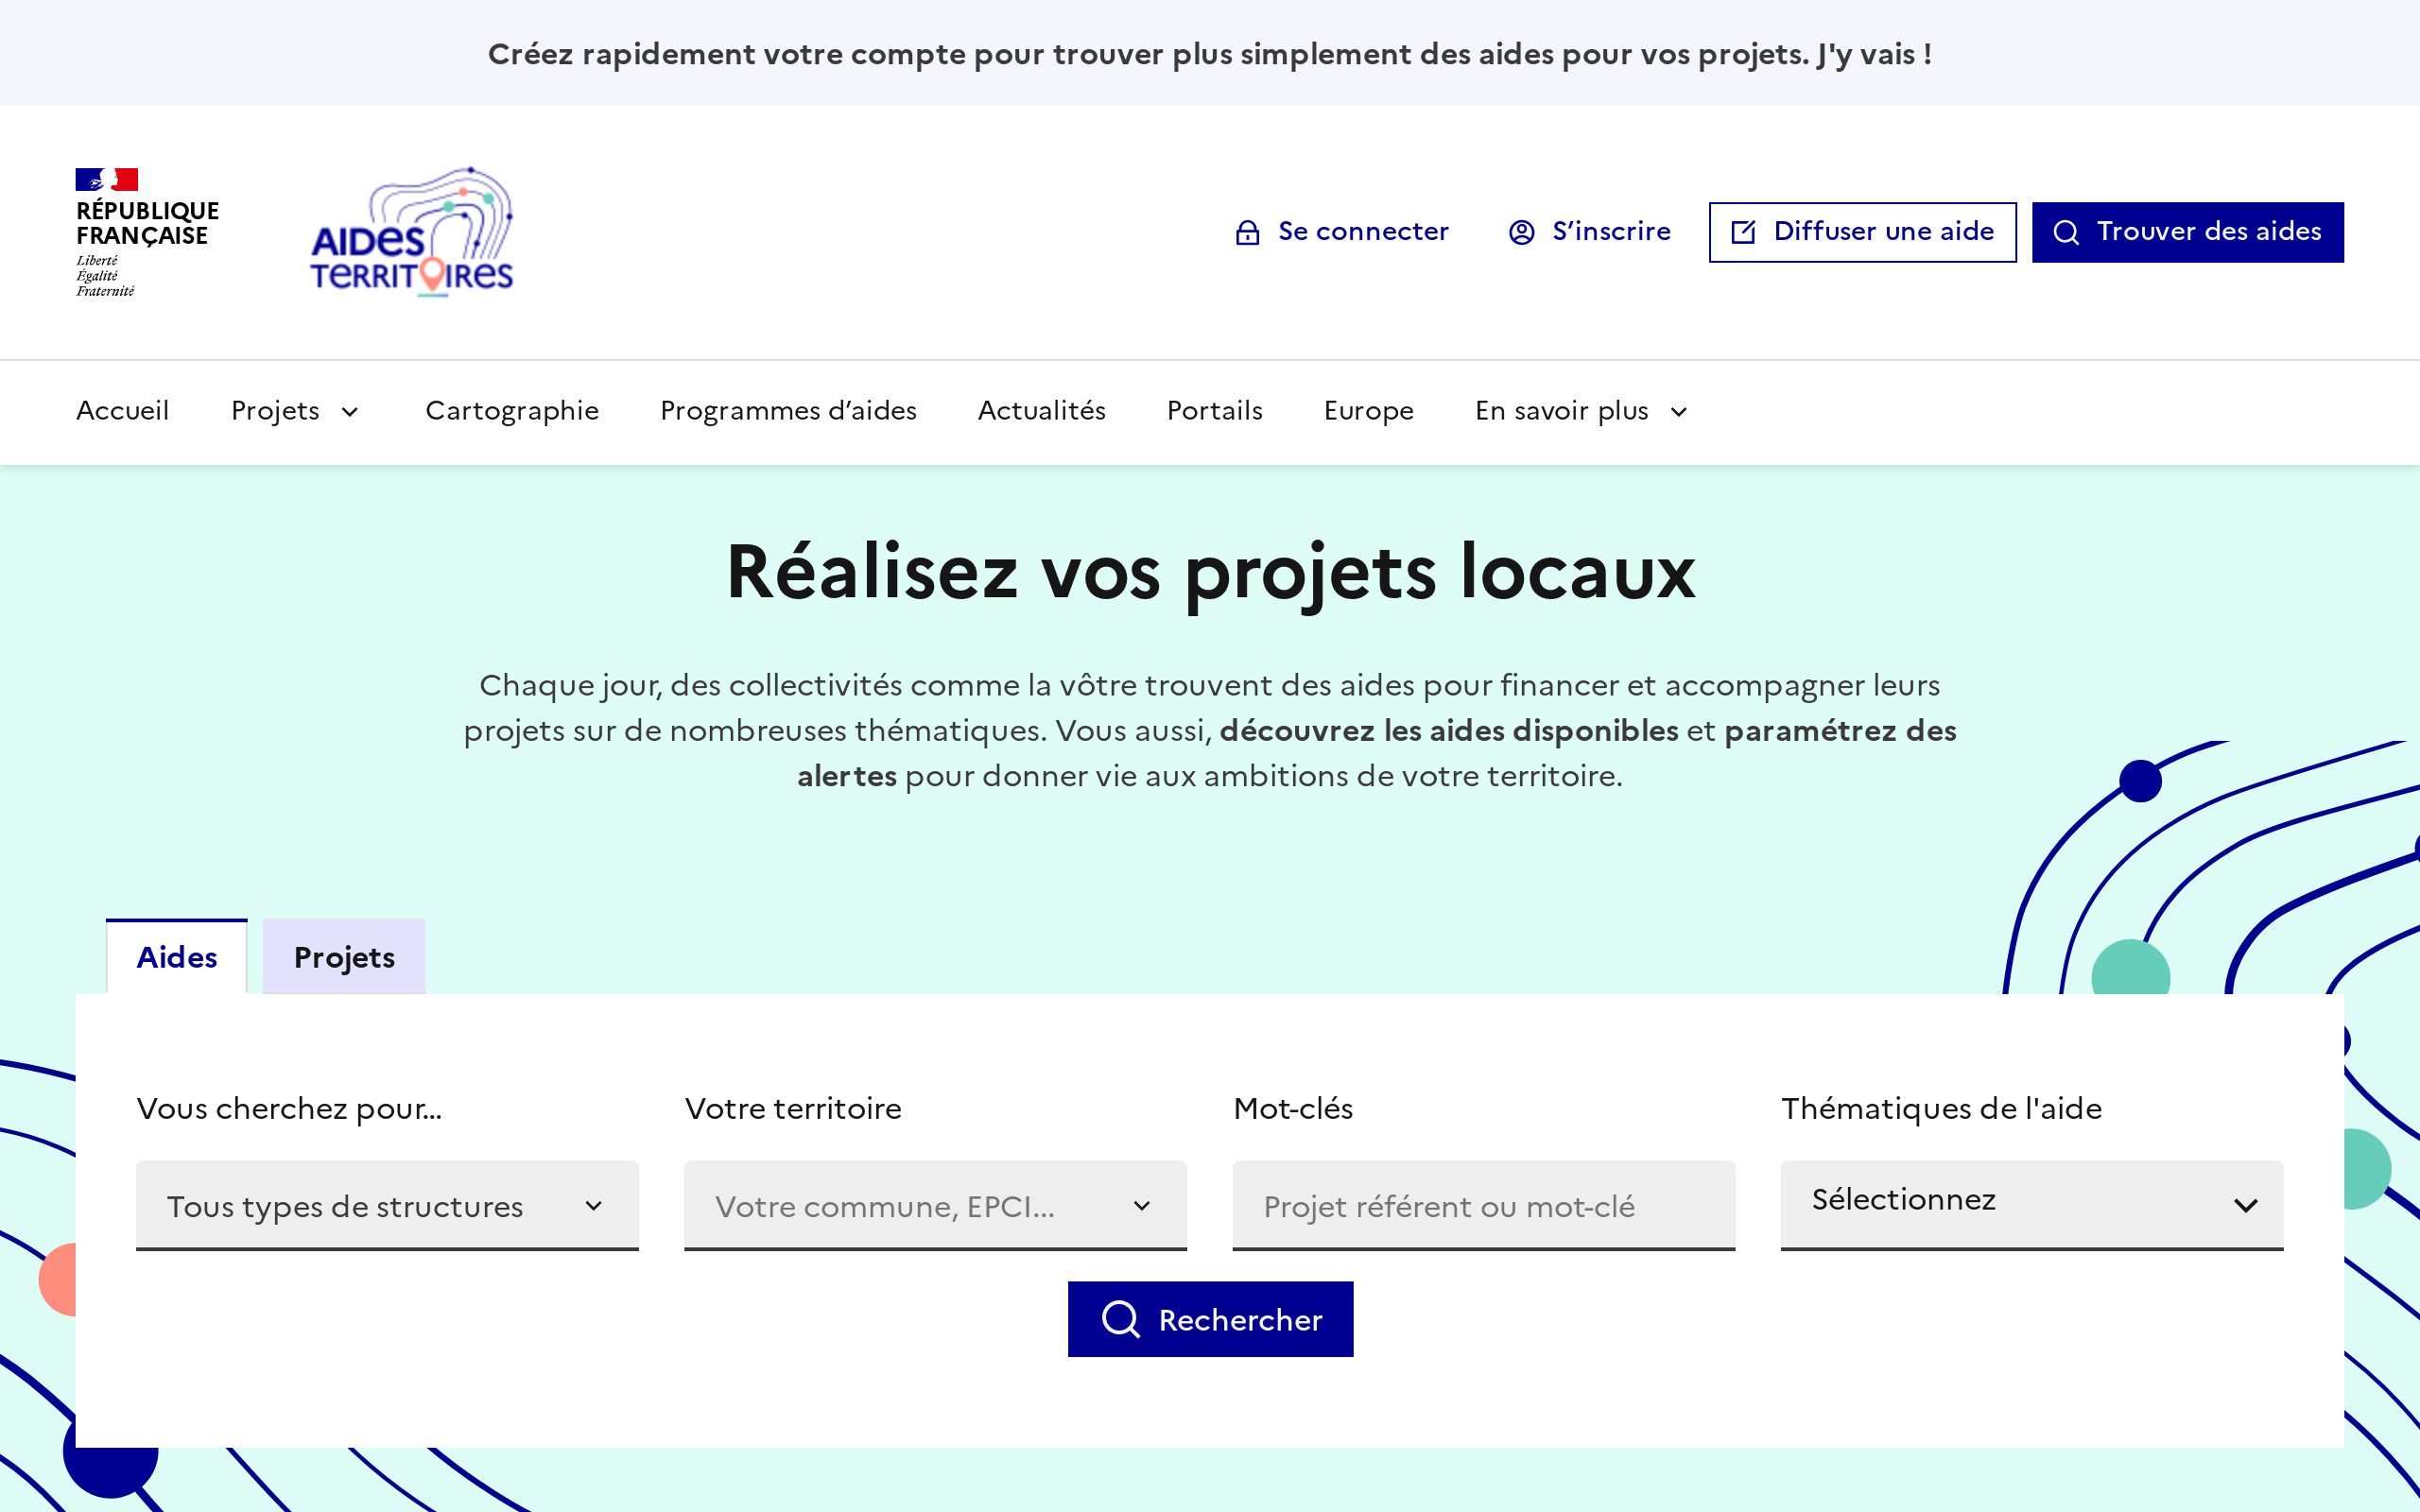 Créez rapidement votre compte pour trouver plus simplement des aides pour vos projets. J'y vais !
RÉPUBLIQUE
FRANÇAISE
Liberté
Égalité
Fraternité
AIDES
TERRITOIRES
Se connecter
S’inscrire
Diffuser une aide
Trouver des aides
Accueil
Projets
Cartographie
Programmes d’aides
Actualités
Portails
Europe
En savoir plus
Réalisez vos projets locaux
Chaque jour, des collectivités comme la vôtre trouvent des aides pour financer et accompagner leurs
projets sur de nombreuses thématiques. Vous aussi, découvrez les aides disponibles et paramétrez des
alertes pour donner vie aux ambitions de votre territoire.
Aides
Projets
Vous cherchez pour...
Votre territoire
Mot-clés
Thématiques de l'aide
Tous types de structures
Votre commune, EPCI...
Projet référent ou mot-clé
Sélectionnez
Rechercher